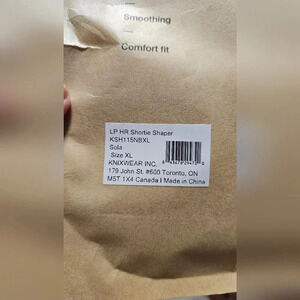 Smoothing
Comfort fit
LP HR Shortie Shaper
KSH115NBXL
Sola
Size XL
KNIXWEAR INC.
179 John St. #600 Toronto, ON
M5T 1X4 Canada I Made in China